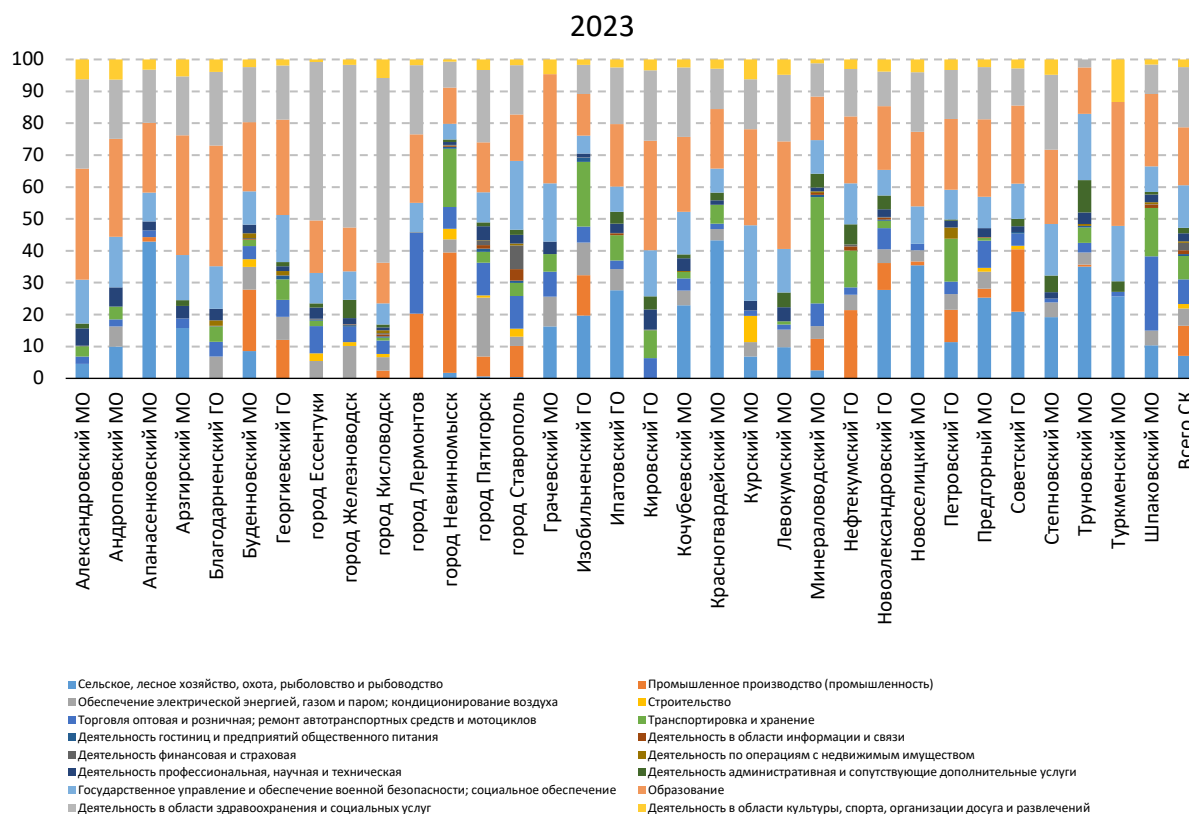 2023
100
90
80
70
60
50
40
30
20
10
0
Александровский МО
Андроповский МО
Апанасенковский МО
Арзгирский МО
Благодарненский ГО
Буденновский МО
Георгиевский ГО
город Ессентуки
город Железноводск
город Кисловодск
город Лермонтов
город Невинномысск
город Пятигорск
город Ставрополь
Грачевский МО
Изобильненский ГО
Ипатовский ГО
Кировский ГО
Кочубеевский МО
Красногвардейский МО
Курский МО
Левокумский МО
Минераловодский МО
Нефтекумский ГО
Новоалександровский ГО
Новоселицкий МО
Петровский ГО
Предгорный МО
Советский ГО
Степновский МО
Труновский МО
Туркменский МО
Шпаковский МО
Всего СК
Сельское, лесное хозяйство, охота, рыболовство и рыбоводство
Промышленное производство (промышленность)
Обеспечение электрической энергией, газом и паром; кондиционирование воздуха
Строительство
Торговля оптовая и розничная; ремонт автотранспортных средств и мотоциклов
Транспортировка и хранение
Деятельность гостиниц и предприятий общественного питания
Деятельность в области информации и связи
Деятельность финансовая и страховая
Деятельность по операциям с недвижимым имуществом
Деятельность профессиональная, научная и техническая
Деятельность административная и сопутствующие дополнительные услуги
Государственное управление и обеспечение военной безопасности; социальное обеспечение
Образование
Деятельность в области здравоохранения и социальных услуг
Деятельность в области культуры, спорта, организации досуга и развлечений